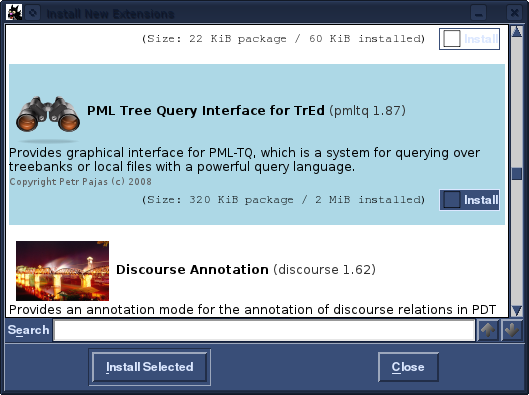 Install New Extensions
(Size: 22 KiB package / 60 KiB installed) Install
PML Tree Query Interface for TrEd (pmltq 1.87)
Provides graphical interface for PML-TQ, which is a system for querying over
treebanks or local files with a powerful query language.
Copyright Petr Pajas (c) 2008
(Size: 320 KiB package / 2 MiB installed) Install
Discourse Annotation (discourse 1.62)
Provides an annotation mode for the annotation of discourse relations in PDT
Search
Install Selected
Close